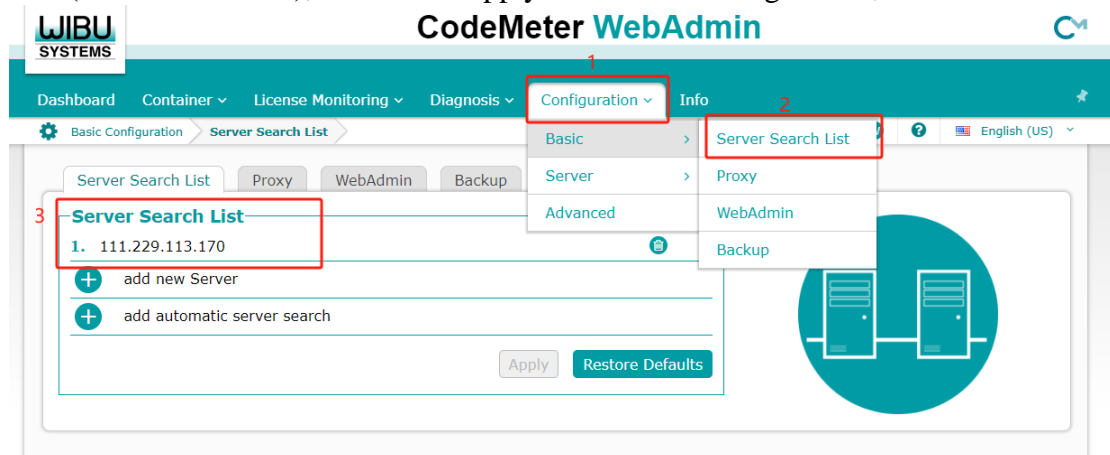 apply
WIBU
SYSTEMS
CodeMeter WebAdmin
CM
1
Dashboard Container License Monitoring Diagnosis Configuration Info
2
Basic Configuration Server Search List
English (US)
Basic
Server Search List
Server
Proxy
Advanced
WebAdmin
Backup
Server Search List Proxy WebAdmin Backup
3
Server Search List
1. 111.229.113.170
add new Server
add automatic server search
Apply Restore Defaults